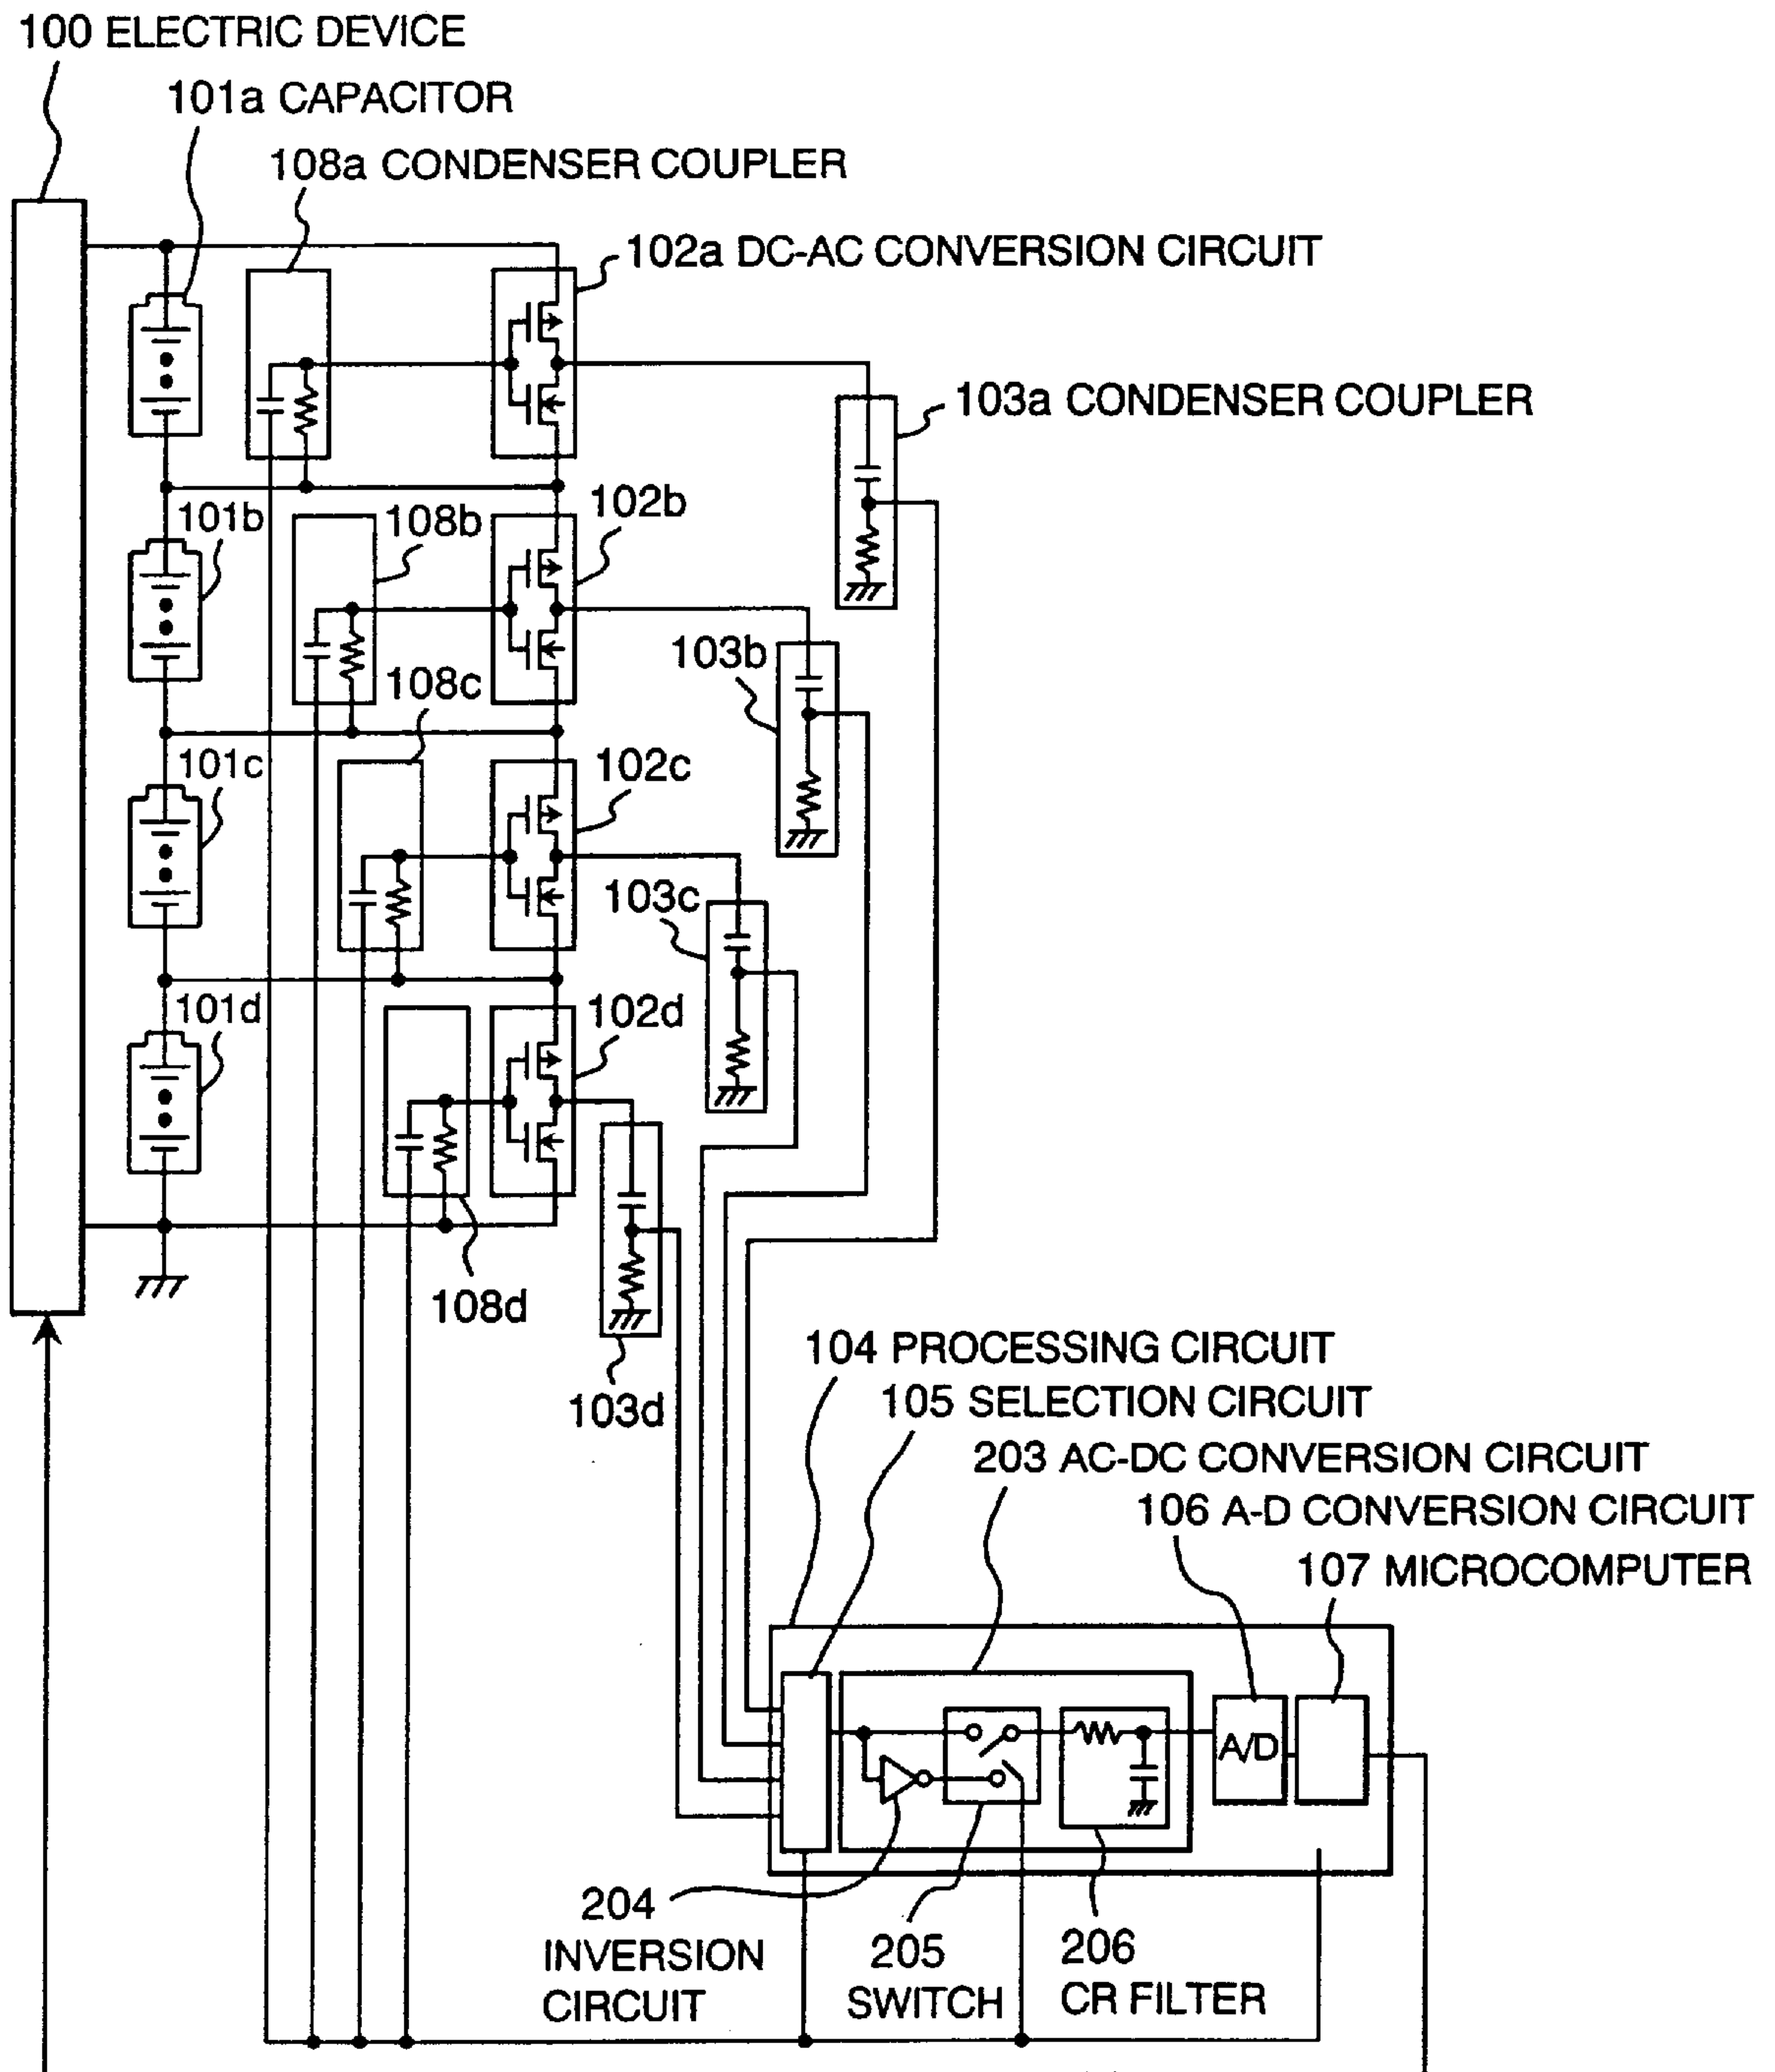 100 ELECTRIC DEVICE
101a CAPACITOR
108a CONDENSER COUPLER
102a DC-AC CONVERSION CIRCUIT
103a CONDENSER COUPLER
101b
108b
102b
103b
108c
101c
102c
103c
101d
102d
108d
103d
104 PROCESSING CIRCUIT
105 SELECTION CIRCUIT
203 AC-DC CONVERSION CIRCUIT
106 A-D CONVERSION CIRCUIT
107 MICROCOMPUTER
A/D
204
INVERSION
CIRCUIT
205
SWITCH
206
CR FILTER